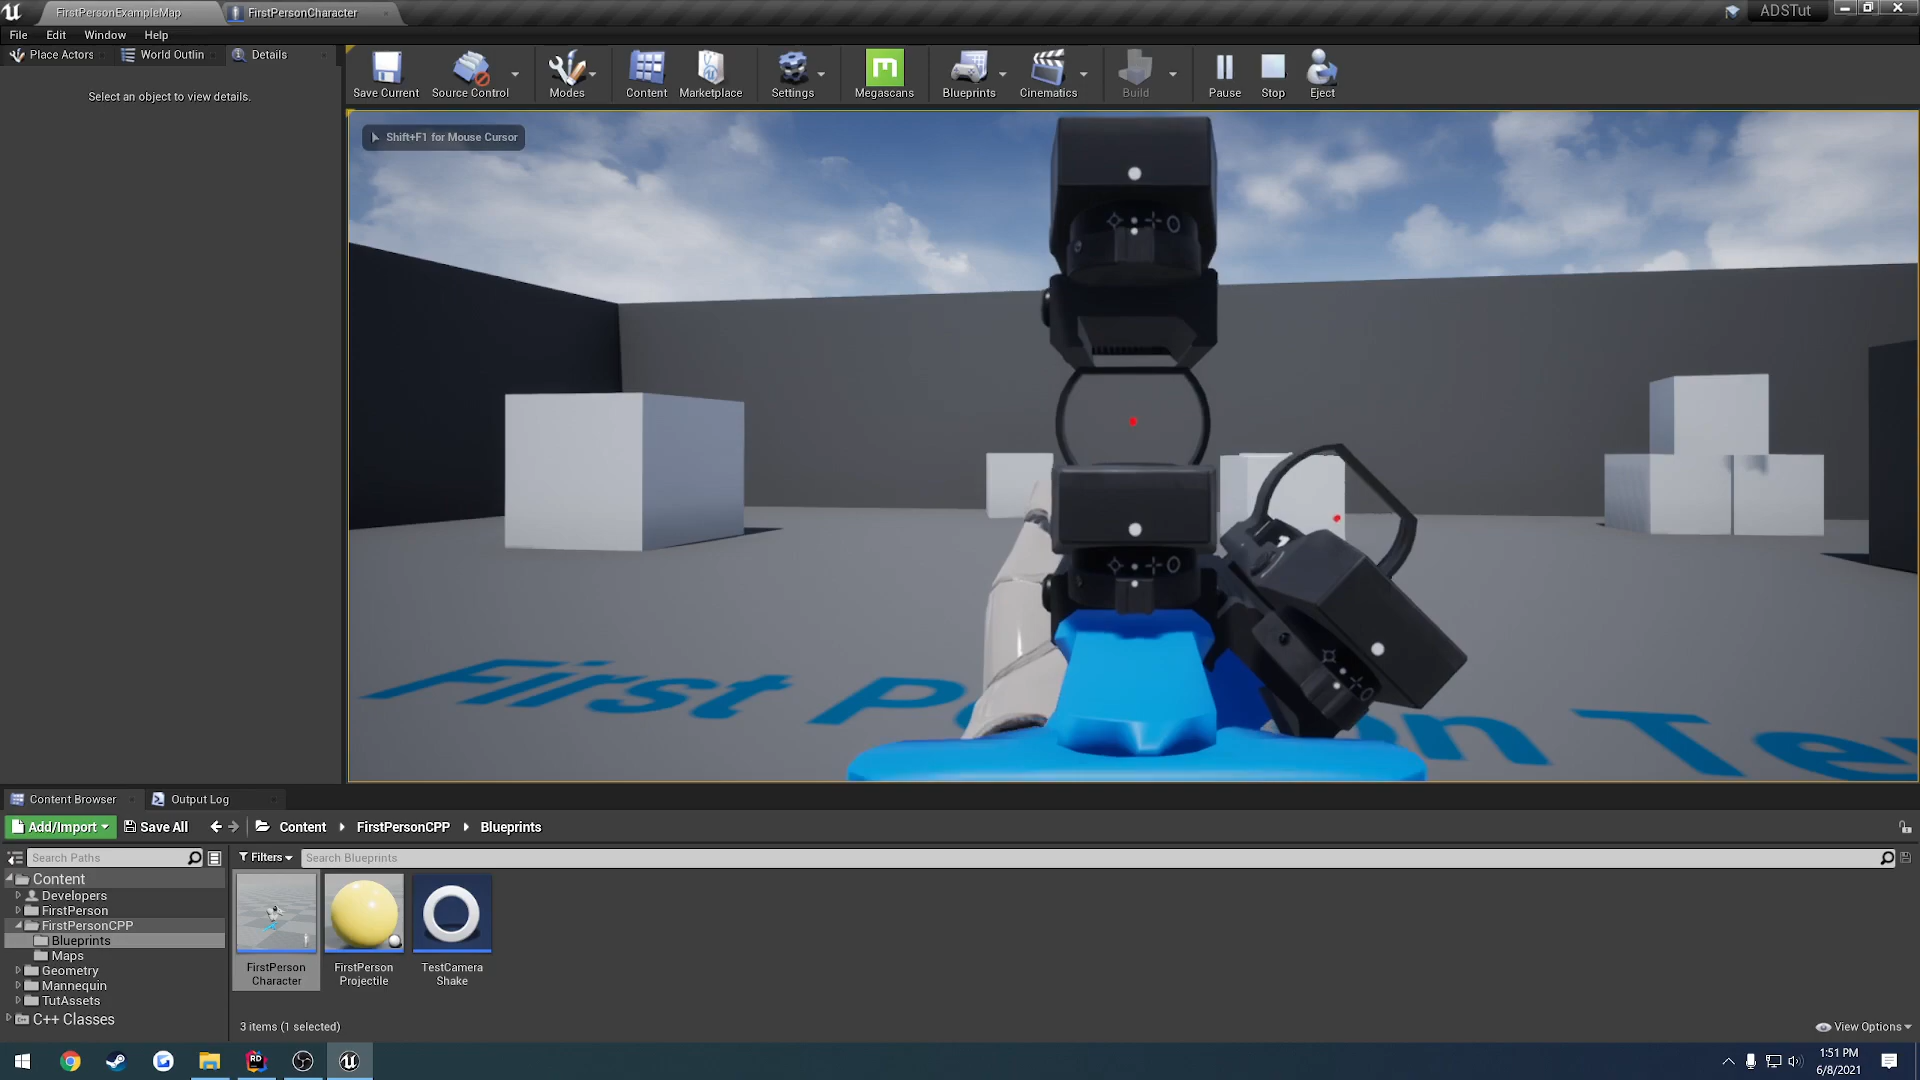 FirstPersonExampleMap
FirstPersonCharacter
ADSTut
File Edit Window Help
Place Actors
World Outlin
Details
Select an object to view details.
Save Current
Source Control
Modes
Content
Marketplace
Settings
Megascans
Blueprints
Cinematics
Build
Pause
Stop
Eject
Shift+F1 for Mouse Cursor
Content Browser
Output Log
Add/Import
Save All
Content
FirstPersonCPP
Blueprints
Search Paths
Filters
Search Blueprints
Content
Developers
FirstPerson
FirstPersonCPP
Blueprints
Maps
Geometry
Mannequin
TutAssets
C++ Classes
FirstPerson
Character
FirstPerson
Projectile
TestCamera
Shake
3 items (1 selected)
View Options
1:51 PM
6/8/2021